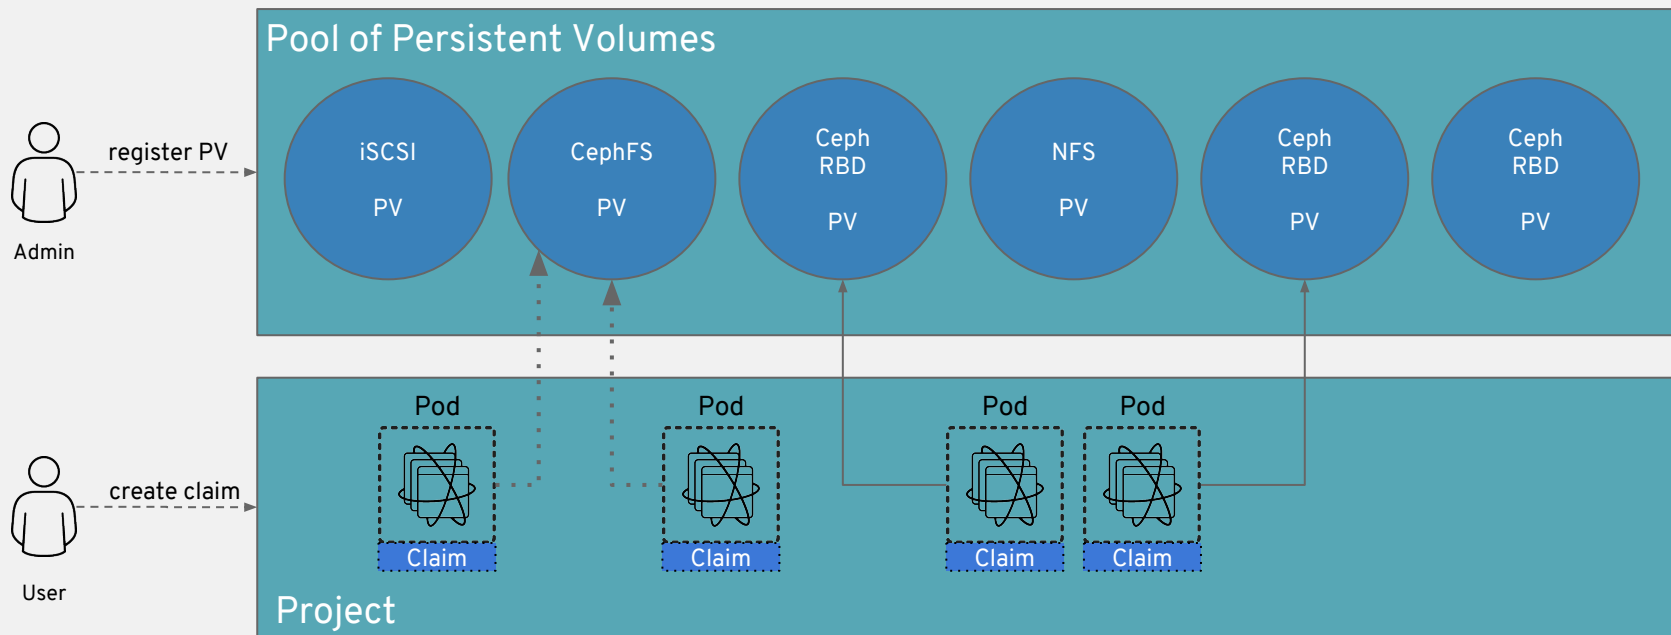 Pool of Persistent Volumes
register PV
Admin
iSCSI
PV
CephFS
PV
Ceph
RBD
PV
NFS
PV
Ceph
RBD
PV
Ceph
RBD
PV
create claim
User
Pod
Claim
Pod
Claim
Pod
Claim
Pod
Claim
Project